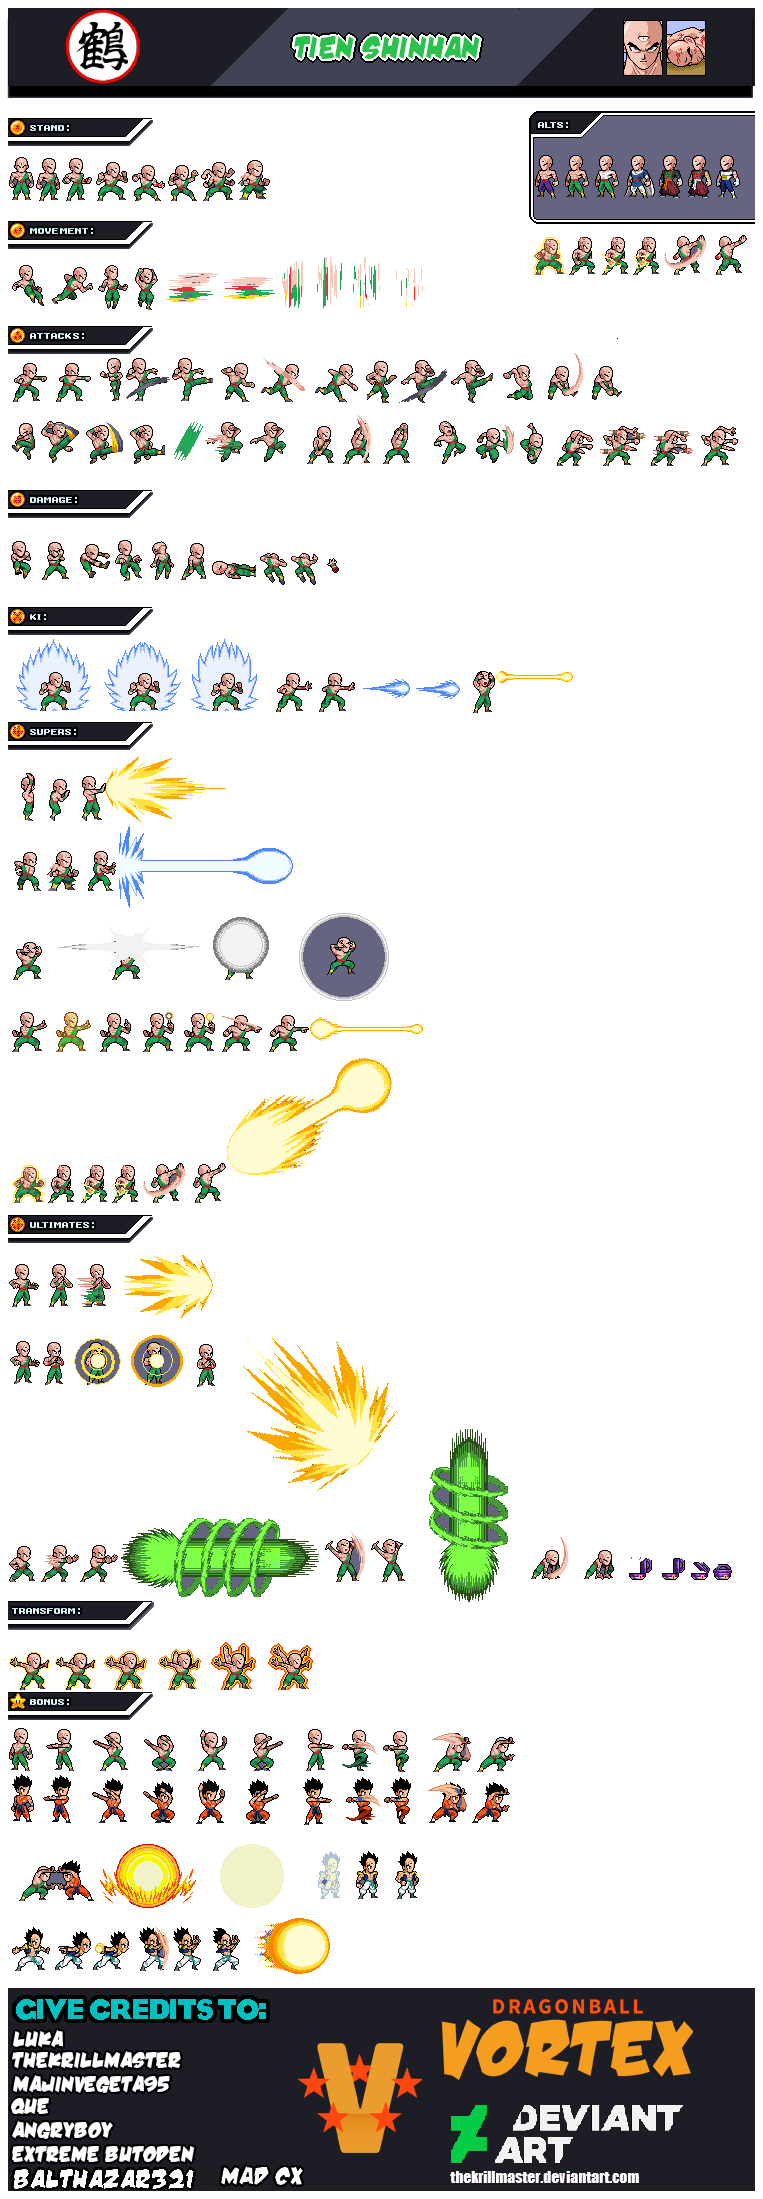 鶴
TIEN SHINHAN
STAND:
ALTS:
MOVEMENT:
ATTACKS:
DAMAGE:
KI:
SUPERS:
ULTIMATES:
TRANSFORM:
BONUS:
GIVE CREDITS TO:
LUKA
THEKRILLMASTER
MAJINVEGETA95
QUE
ANGRYBOY
EXTREME BUTODEN
BALTHAZAR321
MAD CX
V
DRAGONBALL
VORTEX
DEVIANT
ART
thekrillmaster.deviantart.com